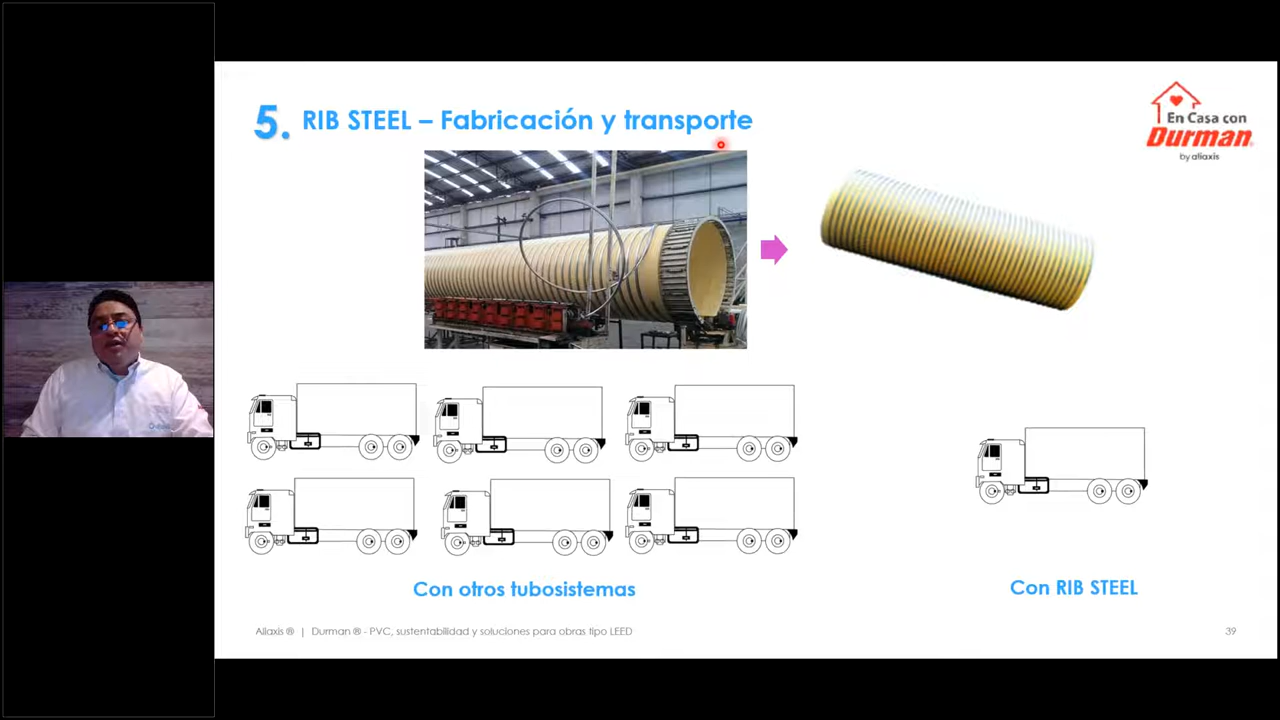 5. RIB STEEL – Fabricación y transporte
En Casa con
Durman®
by aliaxis
Con otros tubosistemas
Con RIB STEEL
Aliaxis ® | Durman ® - PVC, sustentabilidad y soluciones para obras tipo LEED
39